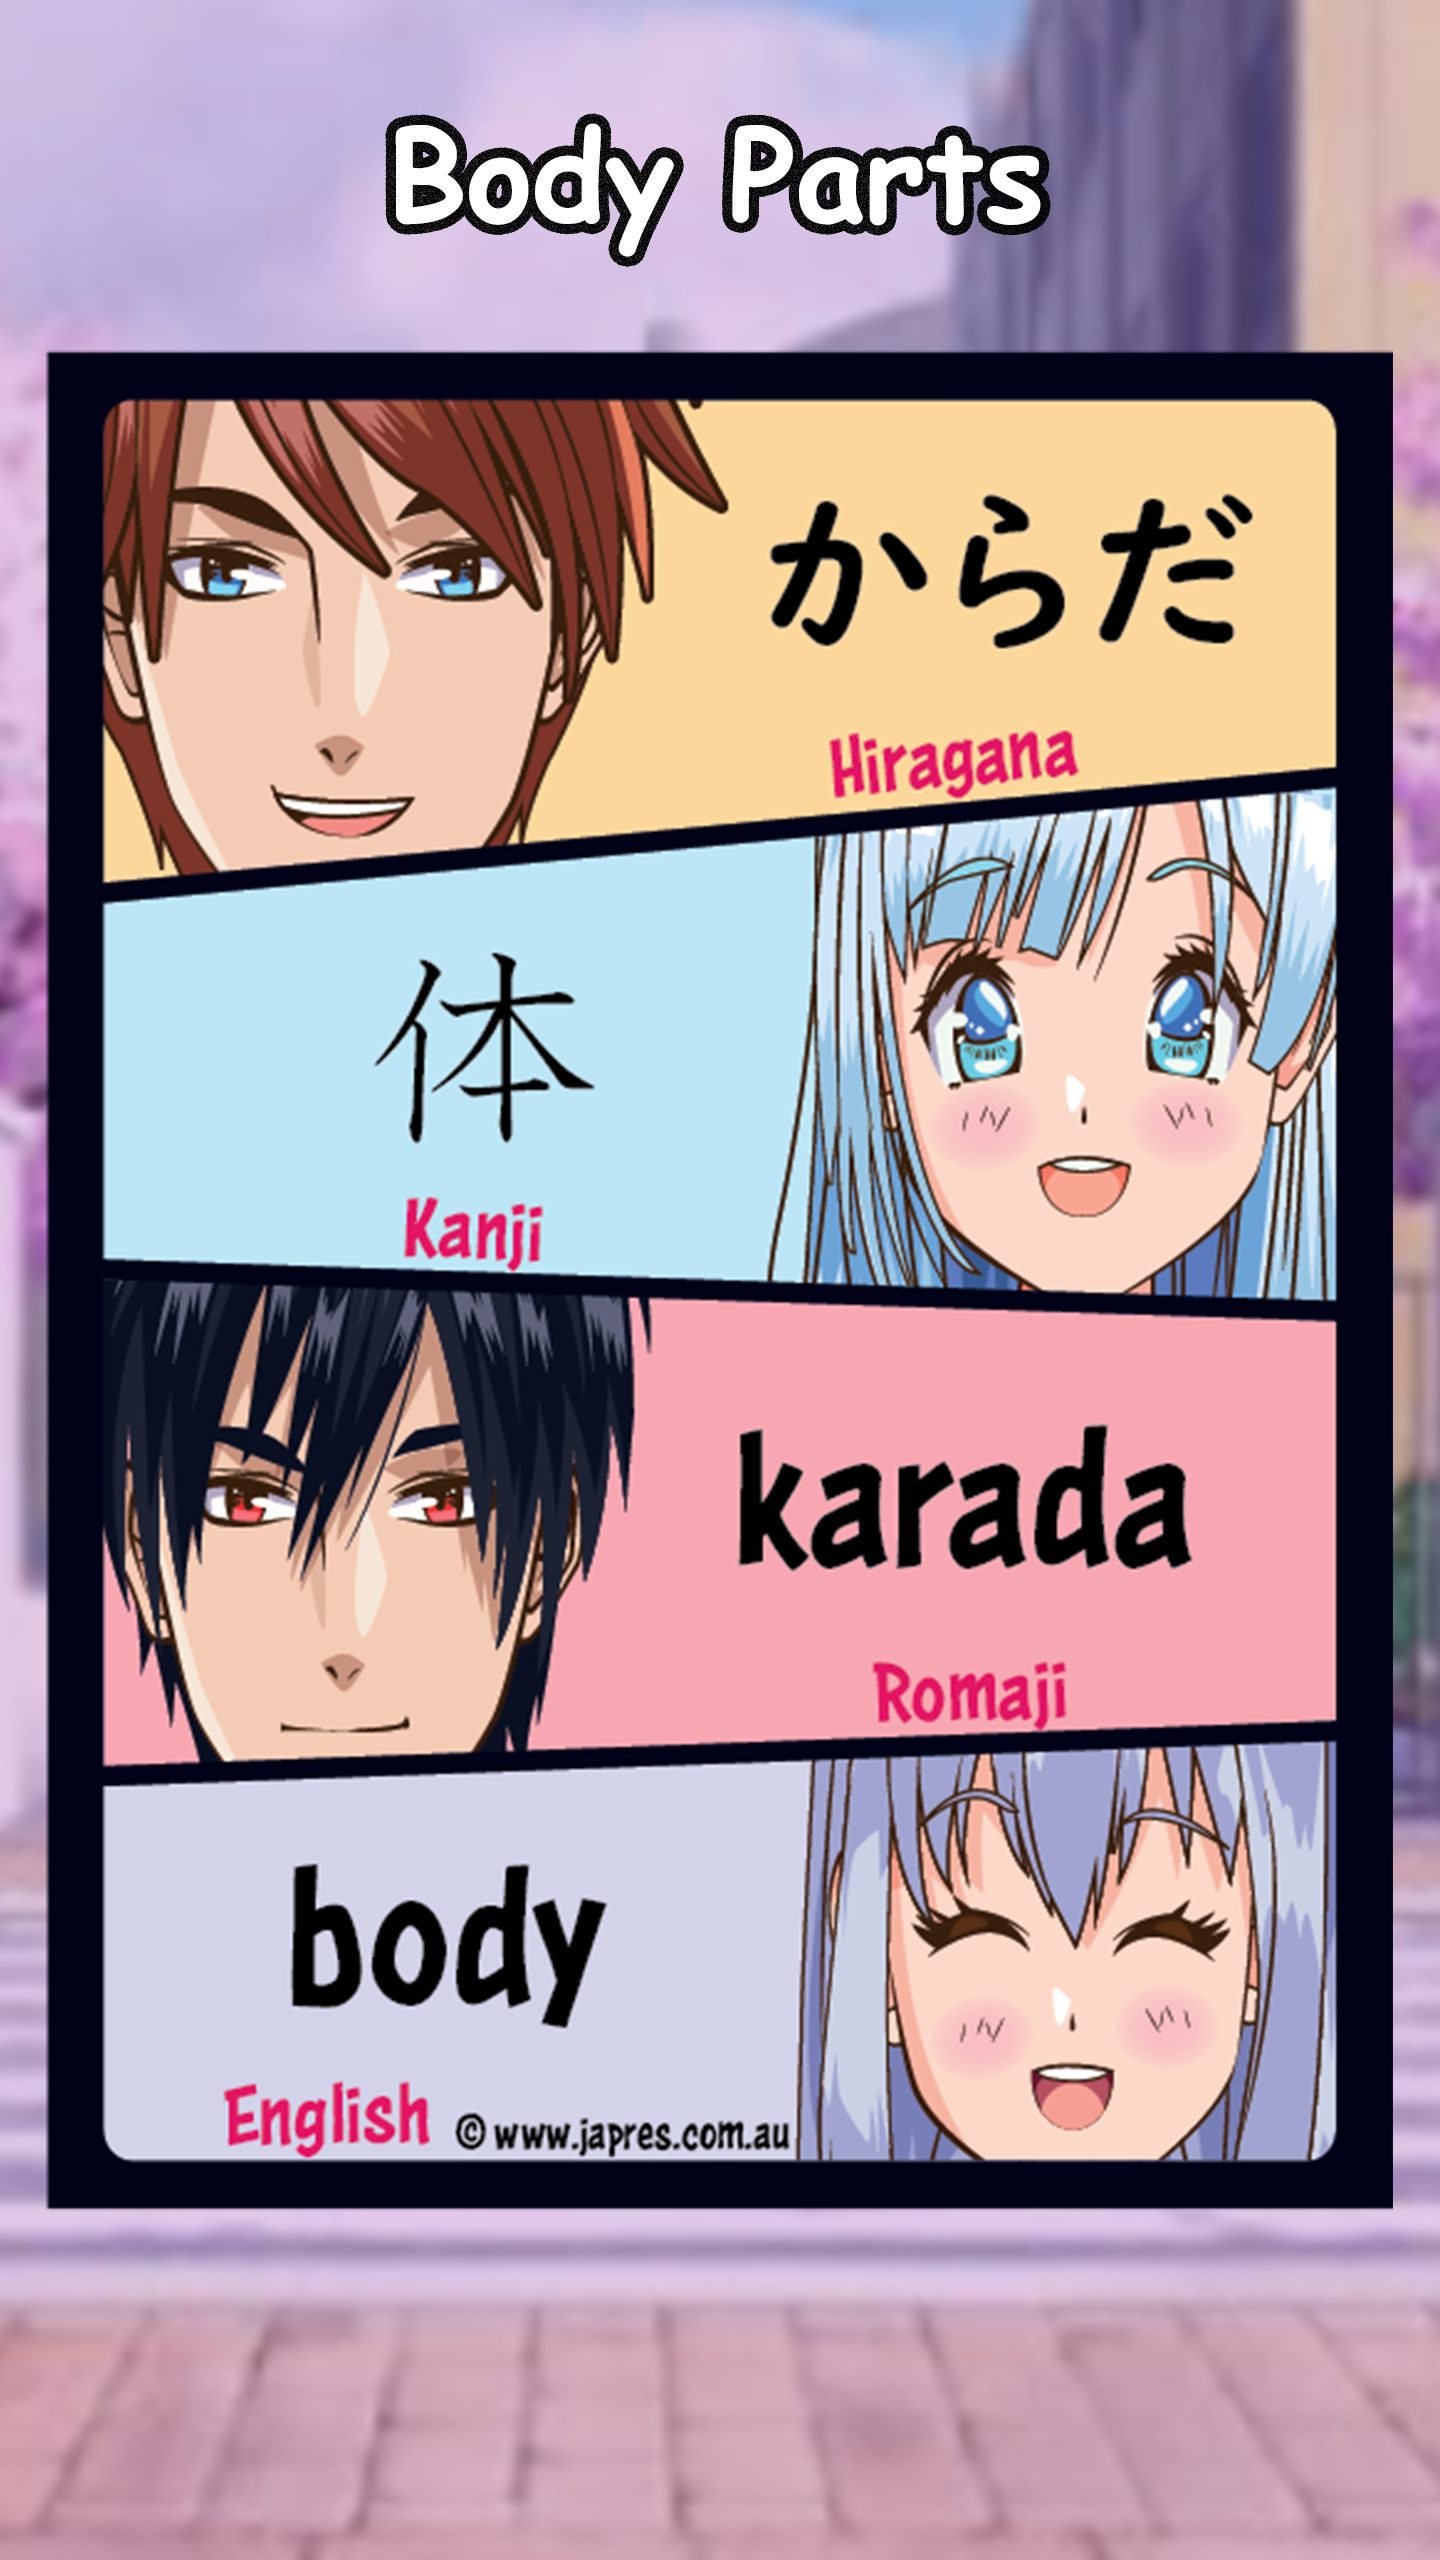 Body Parts
からだ
Hiragana
体
Kanji
karada
Romaji
body
English © www.japres.com.au